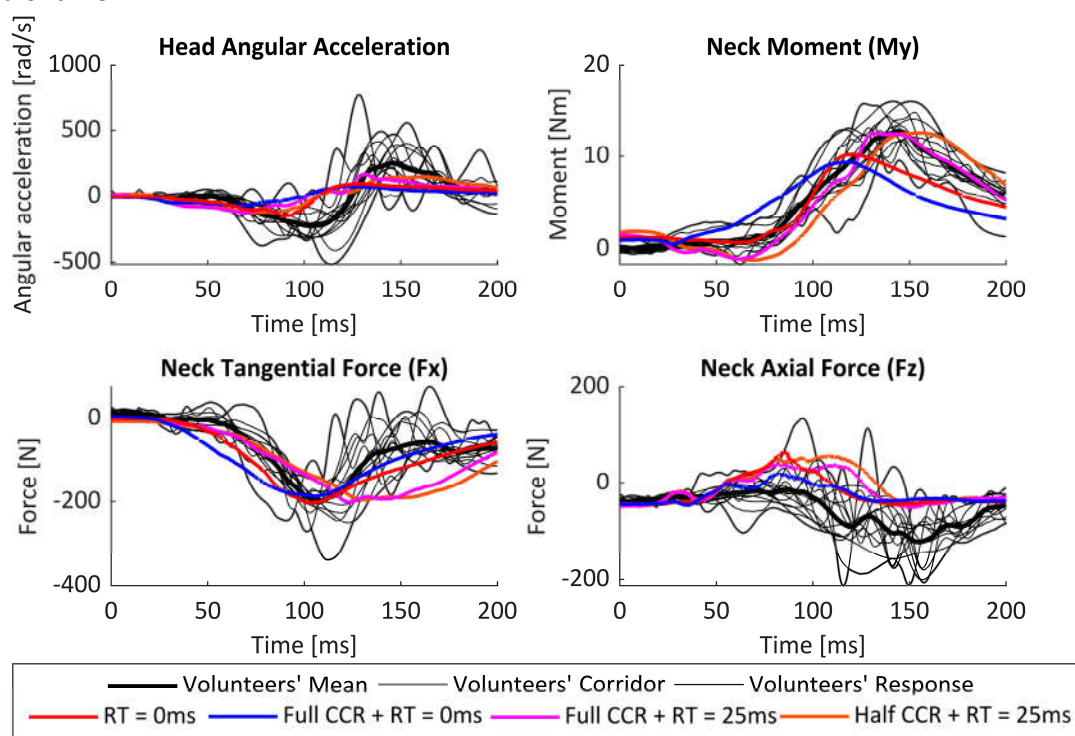 Head Angular Acceleration
Angular acceleration [rad/s]
1000
500
0
-500
0 50 100 150 200
Time [ms]
Neck Moment (My)
Moment [Nm]
20
10
0
0 50 100 150 200
Time [ms]
Neck Tangential Force (Fx)
Force [N]
0
-200
-400
0 50 100 150 200
Time [ms]
Neck Axial Force (Fz)
Force [N]
200
0
-200
0 50 100 150 200
Time [ms]
Volunteers' Mean Volunteers' Corridor Volunteers' Response
RT = 0ms Full CCR + RT = 0ms Full CCR + RT = 25ms Half CCR + RT = 25ms